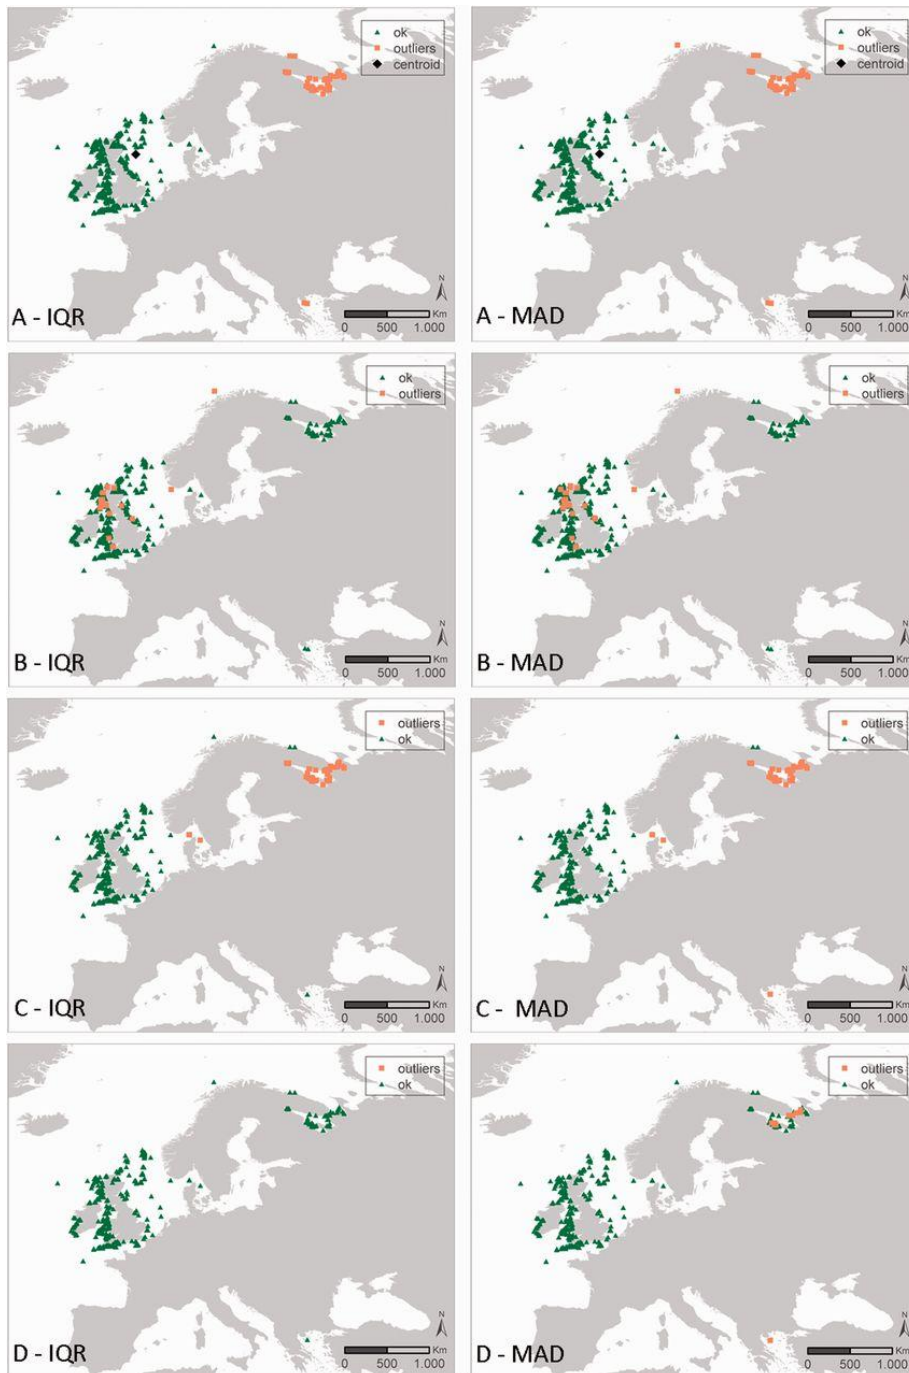 ok
outliers
centroid
N
A - IQR
Km
0 500 1.000
ok
outliers
centroid
N
A - MAD
Km
0 500 1.000
ok
outliers
N
B - IQR
Km
0 500 1.000
ok
outliers
N
B - MAD
Km
0 500 1.000
outliers
ok
N
C - IQR
Km
0 500 1.000
outliers
ok
N
C - MAD
Km
0 500 1.000
outliers
ok
N
D - IQR
Km
0 500 1.000
outliers
ok
N
D - MAD
Km
0 500 1.000